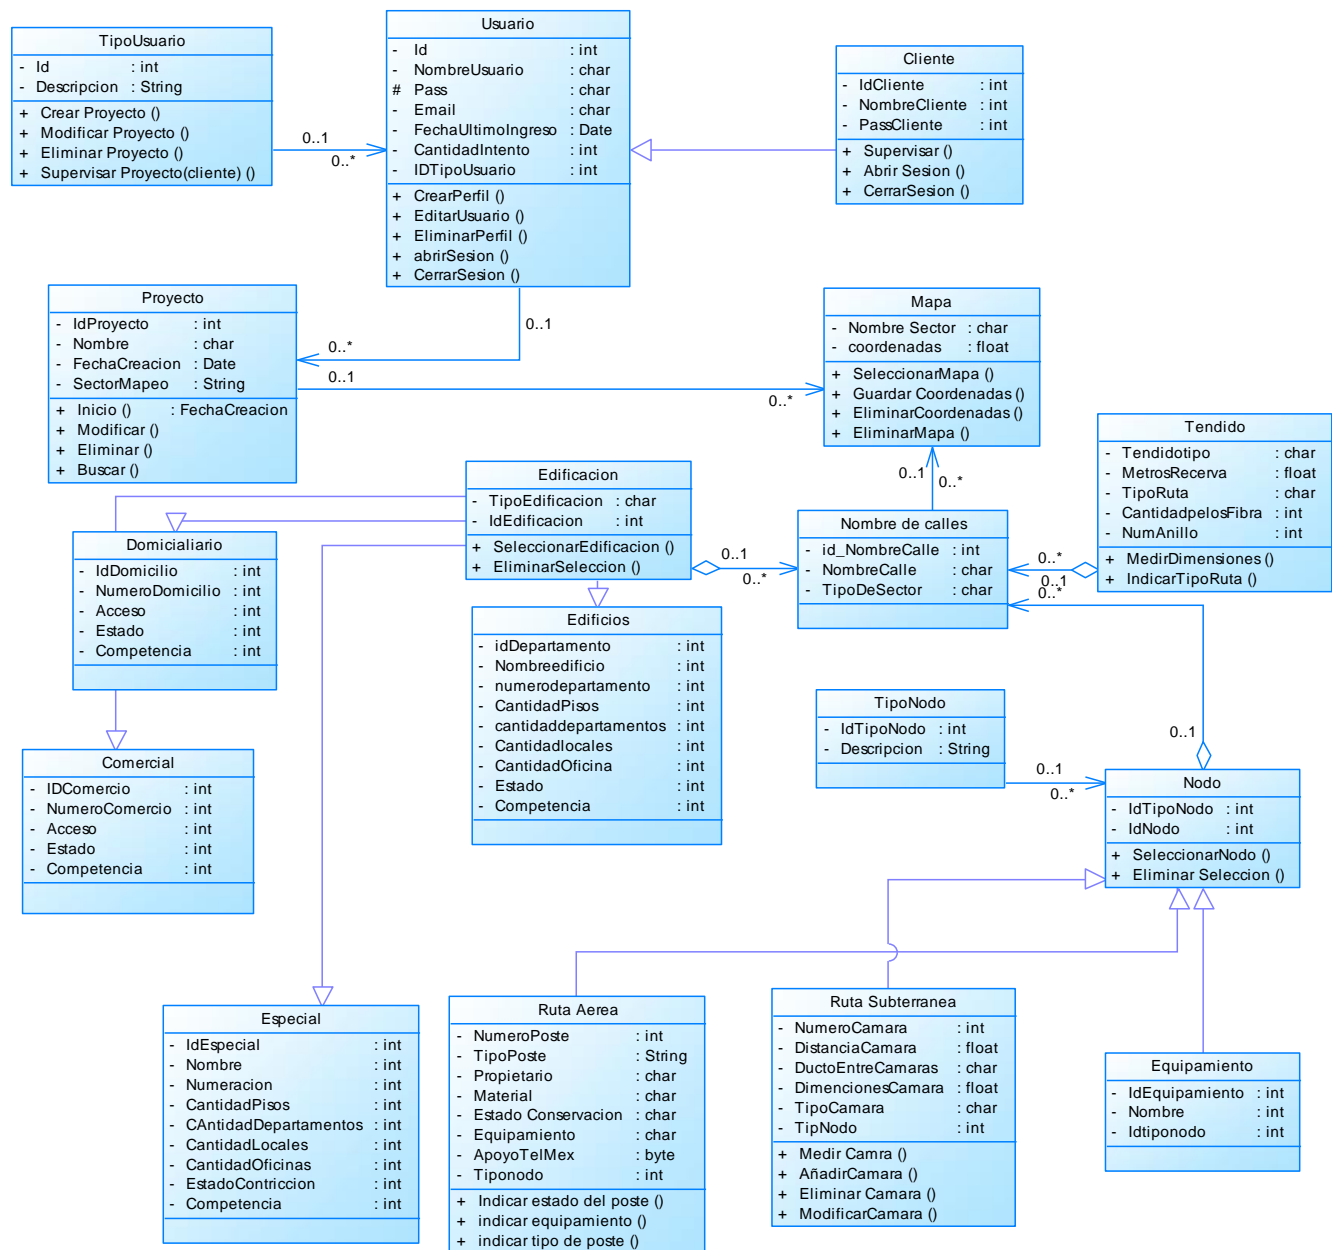 TipoUsuario
- Id : int
- Descripcion : String
+ Crear Proyecto ()
+ Modificar Proyecto ()
+ Eliminar Proyecto ()
+ Supervisar Proyecto(cliente) ()
0..1
0..*
Usuario
- Id : int
- NombreUsuario : char
# Pass : char
- Email : char
- FechaUltimoIngreso : Date
- CantidadIntento : int
- IDTipoUsuario : int
+ CrearPerfil ()
+ EditarUsuario ()
+ EliminarPerfil ()
+ abrirSesion ()
+ CerrarSesion ()
Cliente
- IdCliente : int
- NombreCliente : int
- PassCliente : int
+ Supervisar ()
+ Abrir Sesion ()
+ CerrarSesion ()
0..1
0..*
Proyecto
- IdProyecto : int
- Nombre : char
- FechaCreacion : Date
- SectorMapeo : String
+ Inicio () : FechaCreacion
+ Modificar ()
+ Eliminar ()
+ Buscar ()
0..1
0..*
Mapa
- Nombre Sector : char
- coordenadas : float
+ SeleccionarMapa ()
+ Guardar Coordenadas ()
+ EliminarCoordenadas ()
+ EliminarMapa ()
0..1
0..*
Tendido
- Tendidotipo : char
- MetrosRecerva : float
- TipoRuta : char
- CantidadpelosFibra : int
- NumAnillo : int
+ MedirDimensiones ()
+ IndicarTipoRuta ()
Edificacion
- TipoEdificacion : char
- IdEdificacion : int
+ SeleccionarEdificacion ()
+ EliminarSeleccion ()
0..1
0..*
Nombre de calles
- id_NombreCalle : int
- NombreCalle : char
- TipoDeSector : char
0..*
0..1
0..*
Domicialiario
- IdDomicilio : int
- NumeroDomicilio : int
- Acceso : int
- Estado : int
- Competencia : int
Edificios
- idDepartamento : int
- Nombreedificio : int
- numerodepartamento : int
- CantidadPisos : int
- cantidaddepartamentos : int
- Cantidadlocales : int
- CantidadOficina : int
- Estado : int
- Competencia : int
TipoNodo
- IdTipoNodo : int
- Descripcion : String
0..1
0..1
0..*
Nodo
- IdTipoNodo : int
- IdNodo : int
+ SeleccionarNodo ()
+ Eliminar Seleccion ()
Comercial
- IDComercio : int
- NumeroComercio : int
- Acceso : int
- Estado : int
- Competencia : int
Especial
- IdEspecial : int
- Nombre : int
- Numeracion : int
- CantidadPisos : int
- CAntidadDepartamentos : int
- CantidadLocales : int
- CantidadOficinas : int
- EstadoContriccion : int
- Competencia : int
Ruta Aerea
- NumeroPoste : int
- TipoPoste : String
- Propietario : char
- Material : char
- Estado Conservacion : char
- Equipamiento : char
- ApoyoTelMex : byte
- Tiponodo : int
+ Indicar estado del poste ()
+ indicar equipamiento ()
+ indicar tipo de poste ()
Ruta Subterranea
- NumeroCamara : int
- DistanciaCamara : float
- DuctoEntreCamaras : char
- DimencionesCamara : float
- TipoCamara : char
- TipNodo : int
+ Medir Camra ()
+ AñadirCamara ()
+ Eliminar Camara ()
+ ModificarCamara ()
Equipamiento
- IdEquipamiento : int
- Nombre : int
- Idtiponodo : int